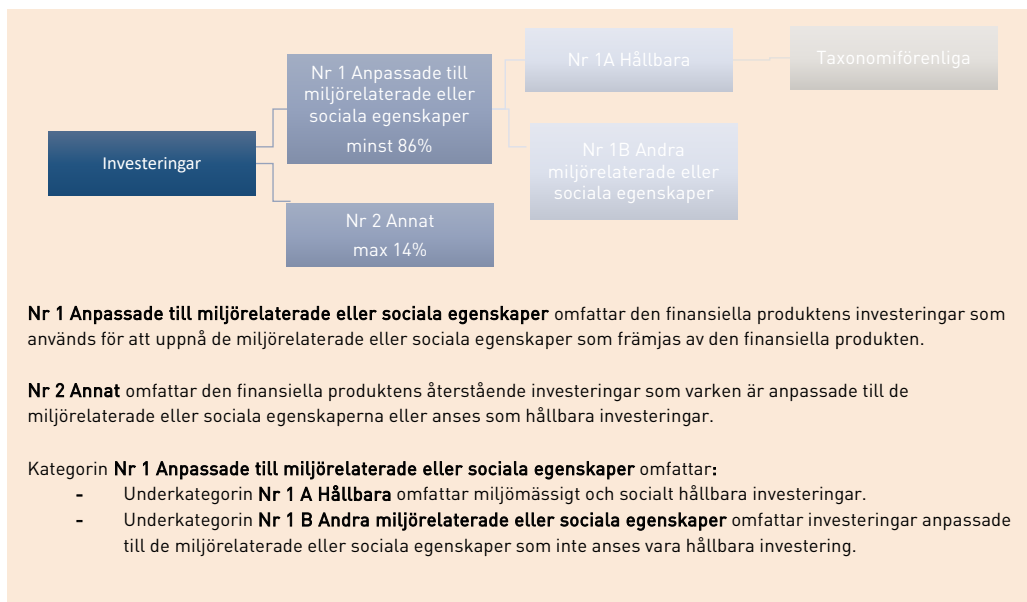 Nr 1 Anpassade till
miljörelaterade eller
sociala egenskaper
minst 86%
Nr 1A Hållbara
Taxonomiförenliga
Investeringar
Nr 1B Andra
miljörelaterade eller
sociala egenskaper
Nr 2 Annat
max 14%
Nr 1 Anpassade till miljörelaterade eller sociala egenskaper omfattar den finansiella produktens investeringar som
används för att uppnå de miljörelaterade eller sociala egenskaper som främjas av den finansiella produkten.
Nr 2 Annat omfattar den finansiella produktens återstående investeringar som varken är anpassade till de
miljörelaterade eller sociala egenskaperna eller anses som hållbara investeringar.
Kategorin Nr 1 Anpassade till miljörelaterade eller sociala egenskaper omfattar:
- Underkategorin Nr 1 A Hållbara omfattar miljömässigt och socialt hållbara investeringar.
- Underkategorin Nr 1 B Andra miljörelaterade eller sociala egenskaper omfattar investeringar anpassade
till de miljörelaterade eller sociala egenskaper som inte anses vara hållbara investering.